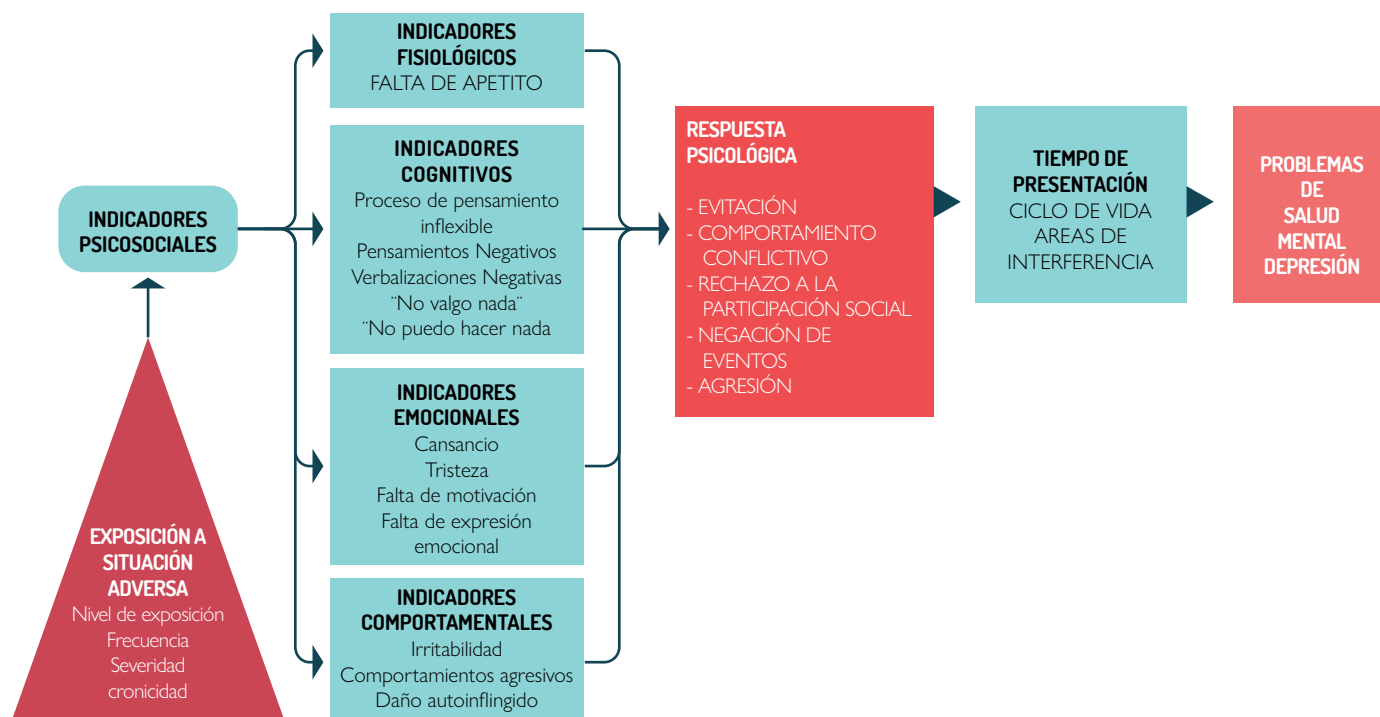 INDICADORES
PSICOSOCIALES
EXPOSICIÓN A
SITUACIÓN
ADVERSA
Nivel de exposición
Frecuencia
Severidad
cronicidad
INDICADORES
FISIOLÓGICOS
FALTA DE APETITO
INDICADORES
COGNITIVOS
Proceso de pensamiento
inflexible
Pensamientos Negativos
Verbalizaciones Negativas
¨No valgo nada¨
¨No puedo hacer nada
INDICADORES
EMOCIONALES
Cansancio
Tristeza
Falta de motivación
Falta de expresión
emocional
INDICADORES
COMPORTAMENTALES
Irritabilidad
Comportamientos agresivos
Daño autoinflingido
RESPUESTA
PSICOLÓGICA
- EVITACIÓN
- COMPORTAMIENTO
CONFLICTIVO
- RECHAZO A LA
PARTICIPACIÓN SOCIAL
- NEGACIÓN DE
EVENTOS
- AGRESIÓN
TIEMPO DE
PRESENTACIÓN
CICLO DE VIDA
AREAS DE
INTERFERENCIA
PROBLEMAS
DE
SALUD
MENTAL
DEPRESIÓN